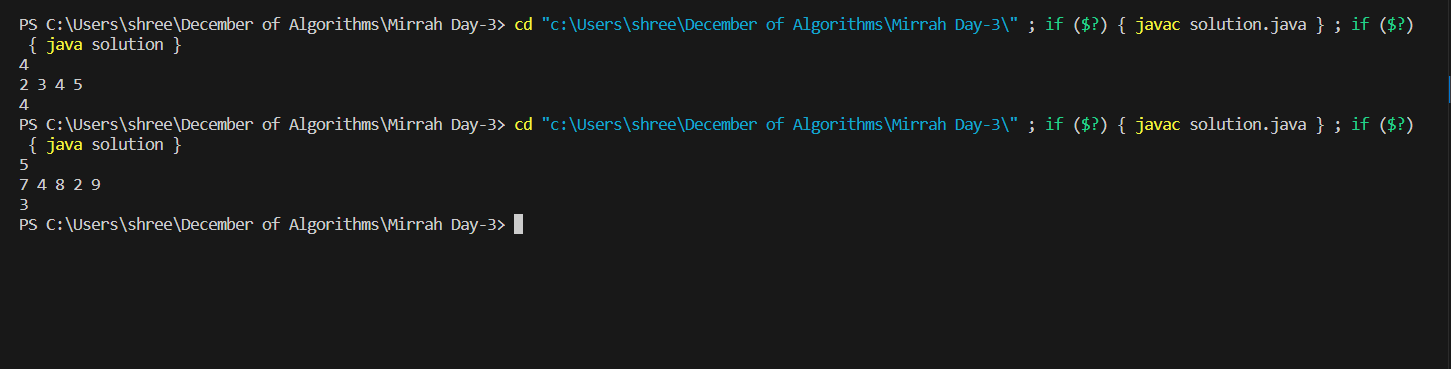 PS C:\Users\shree\December of Algorithms\Mirrah Day-3> cd "c:\Users\shree\December of Algorithms\Mirrah Day-3\" ; if ($?) { javac solution.java } ; if ($?)
{ java solution }
4
2 3 4 5
4
PS C:\Users\shree\December of Algorithms\Mirrah Day-3> cd "c:\Users\shree\December of Algorithms\Mirrah Day-3\" ; if ($?) { javac solution.java } ; if ($?)
{ java solution }
5
7 4 8 2 9
3
PS C:\Users\shree\December of Algorithms\Mirrah Day-3>